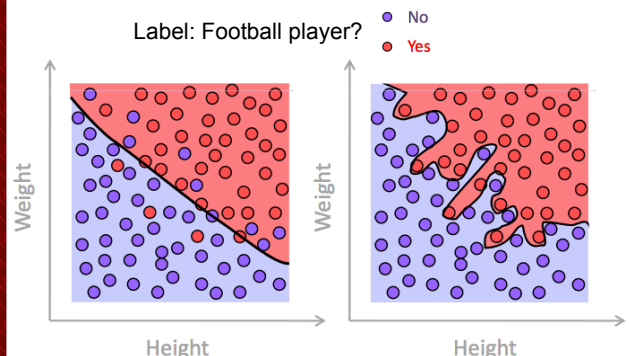 Label: Football player?
No
Yes
Weight
Height
Weight
Height